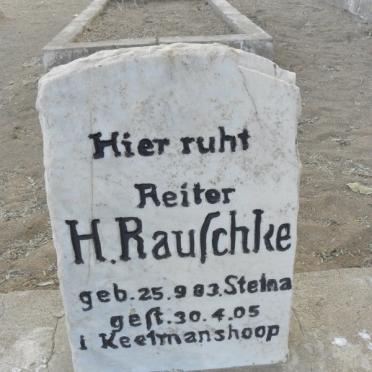 Hier ruht
Reiter
H. Rauſchke
geb. 25.9 83. Steina
geſt. 30.4.05
i Keetmanshoop